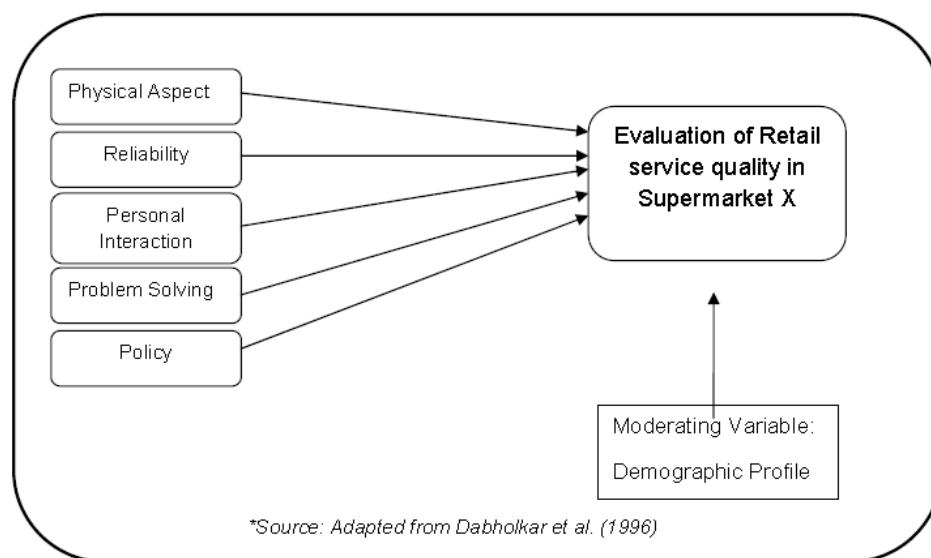 Physical Aspect
Reliability
Personal
Interaction
Problem Solving
Policy
Evaluation of Retail
service quality in
Supermarket X
Moderating Variable:
Demographic Profile
*Source: Adapted from Dabholkar et al. (1996)